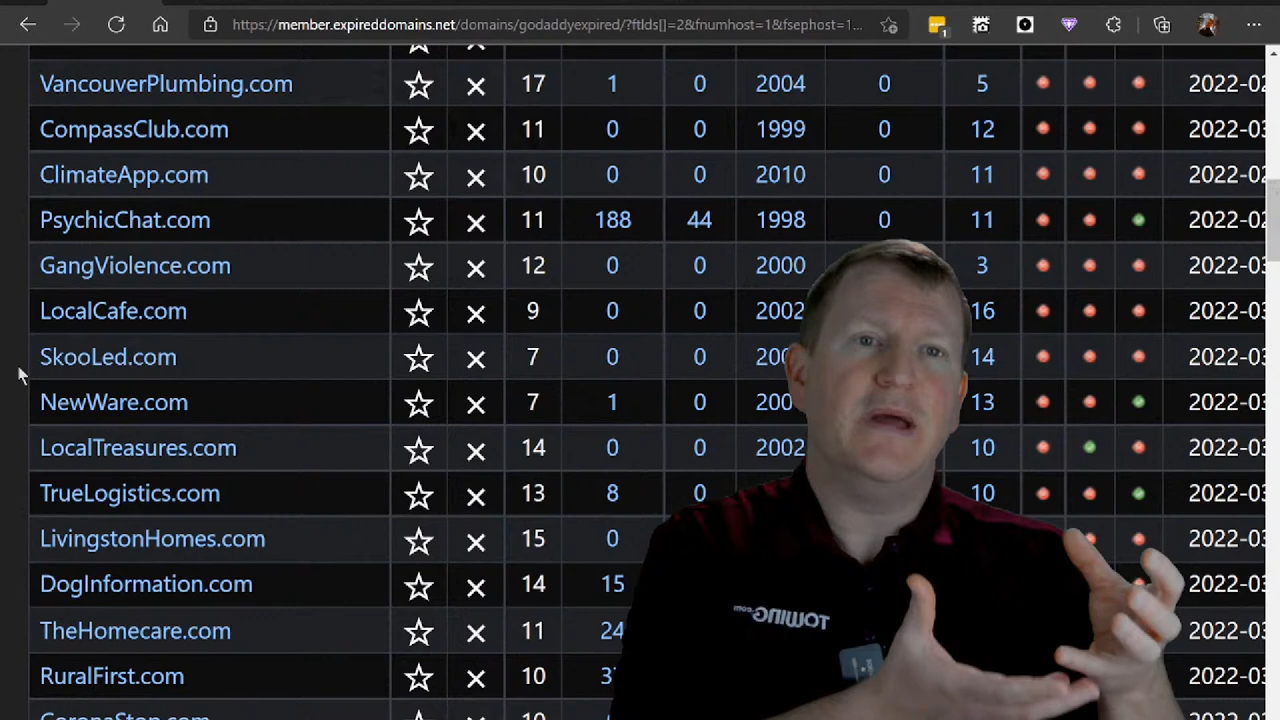 https://member.expireddomains.net/domains/godaddyexpired/?ftlds[]=2&fnumhost=1&fsephost=1...
1
VancouverPlumbing.com 17 1 0 2004 0 5 2022-02
CompassClub.com 11 0 0 1999 0 12 2022-03
ClimateApp.com 10 0 0 2010 0 11 2022-02
PsychicChat.com 11 188 44 1998 0 11 2022-02
GangViolence.com 12 0 0 2000 3 2022-03
LocalCafe.com 9 0 0 2002 16 2022-03
SkooLed.com 7 0 0 14 2022-03
NewWare.com 7 1 0 13 2022-03
LocalTreasures.com 14 0 0 2002 10 2022-03
TrueLogistics.com 13 8 0 10 2022-03
LivingstonHomes.com 15 0 2022-03
DogInformation.com 14 15 2022-03
TheHomecare.com 11 24 2022-03
RuralFirst.com 10 2022-03
TOWING.com